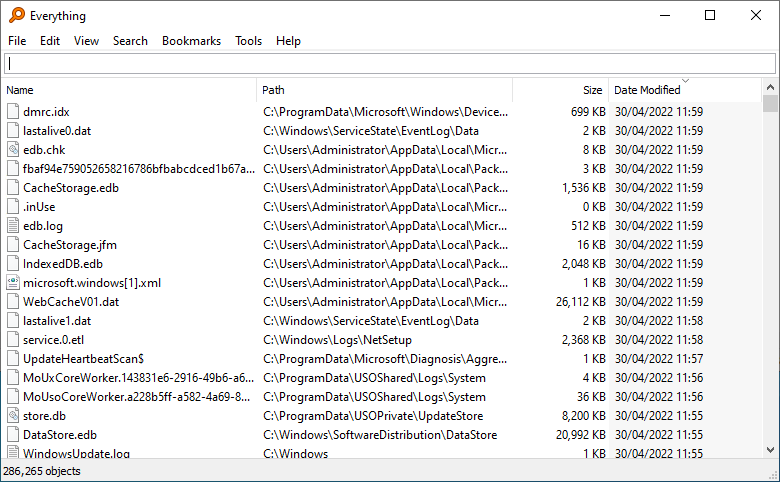 Everything
File Edit View Search Bookmarks Tools Help
Name Path Size Date Modified
dmrc.idx C:\ProgramData\Microsoft\Windows\Device... 699 KB 30/04/2022 11:59
lastalive0.dat C:\Windows\ServiceState\EventLog\Data 2 KB 30/04/2022 11:59
edb.chk C:\Users\Administrator\AppData\Local\Micr... 8 KB 30/04/2022 11:59
fbaf94e759052658216786bfbabcdced1b67a... C:\Users\Administrator\AppData\Local\Pack... 3 KB 30/04/2022 11:59
CacheStorage.edb C:\Users\Administrator\AppData\Local\Pack... 1,536 KB 30/04/2022 11:59
.inUse C:\Users\Administrator\AppData\Local\Micr... 0 KB 30/04/2022 11:59
edb.log C:\Users\Administrator\AppData\Local\Micr... 512 KB 30/04/2022 11:59
CacheStorage.jfm C:\Users\Administrator\AppData\Local\Pack... 16 KB 30/04/2022 11:59
IndexedDB.edb C:\Users\Administrator\AppData\Local\Pack... 2,048 KB 30/04/2022 11:59
microsoft.windows[1].xml C:\Users\Administrator\AppData\Local\Pack... 1 KB 30/04/2022 11:59
WebCacheV01.dat C:\Users\Administrator\AppData\Local\Micr... 26,112 KB 30/04/2022 11:59
lastalive1.dat C:\Windows\ServiceState\EventLog\Data 2 KB 30/04/2022 11:58
service.0.etl C:\Windows\Logs\NetSetup 2,368 KB 30/04/2022 11:58
UpdateHeartbeatScan$ C:\ProgramData\Microsoft\Diagnosis\Aggre... 1 KB 30/04/2022 11:57
MoUxCoreWorker.143831e6-2916-49b6-a6... C:\ProgramData\USOShared\Logs\System 4 KB 30/04/2022 11:56
MoUsoCoreWorker.a228b5ff-a582-4a69-8... C:\ProgramData\USOShared\Logs\System 36 KB 30/04/2022 11:56
store.db C:\ProgramData\USOPrivate\UpdateStore 8,200 KB 30/04/2022 11:55
DataStore.edb C:\Windows\SoftwareDistribution\DataStore 20,992 KB 30/04/2022 11:55
WindowsUpdate.log C:\Windows 1 KB 30/04/2022 11:55
286,265 objects